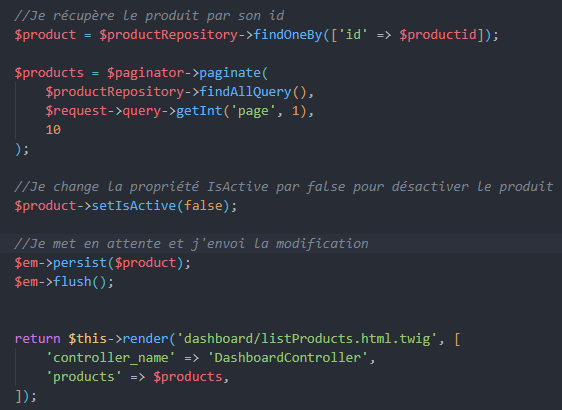 //Je récupère le produit par son id
$product = $productRepository->findOneBy(['id' => $productid]);
$products = $paginator->paginate(
$productRepository->findAllQuery(),
$request->query->getInt('page', 1),
10
);
//Je change la propriété IsActive par false pour désactiver le produit
$product->setIsActive(false);
//Je met en attente et j'envoi la modification
$em->persist($product);
$em->flush();
return $this->render('dashboard/listProducts.html.twig', [
'controller_name' => 'DashboardController',
'products' => $products,
]);